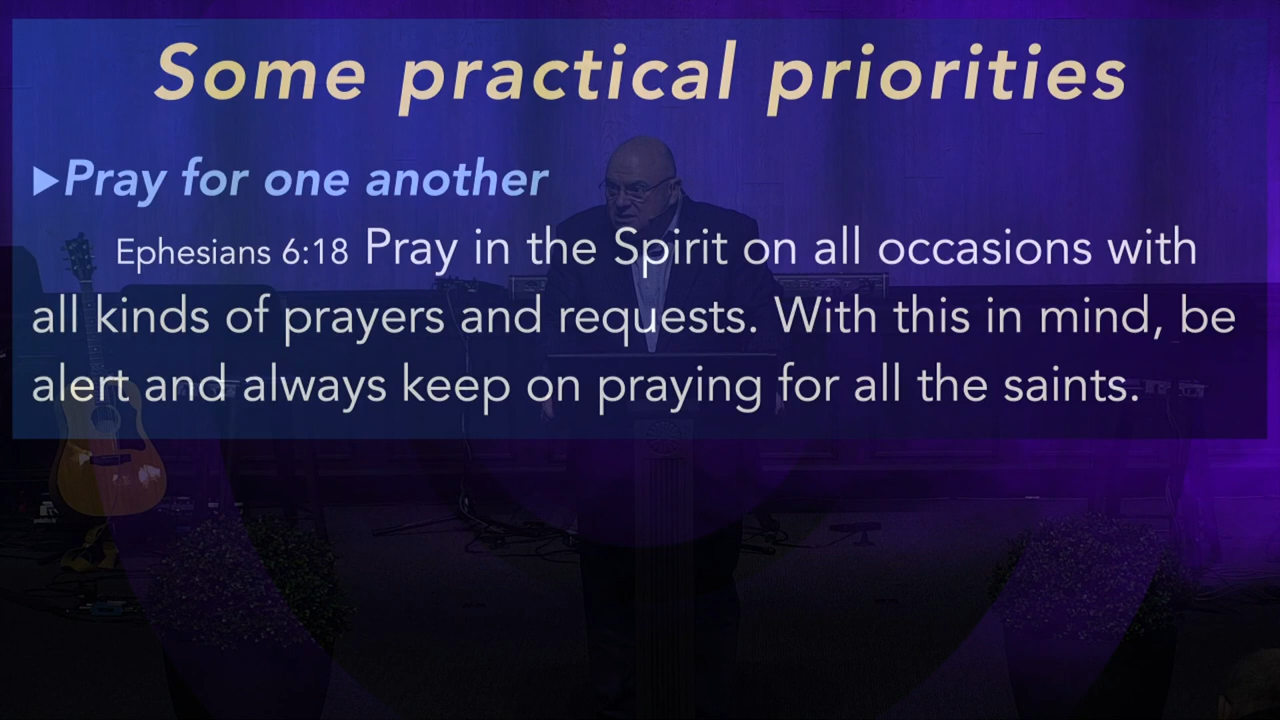 Some practical priorities
▶Pray for one another
Ephesians 6:18 Pray in the Spirit on all occasions with
all kinds of prayers and requests. With this in mind, be
alert and always keep on praying for all the saints.